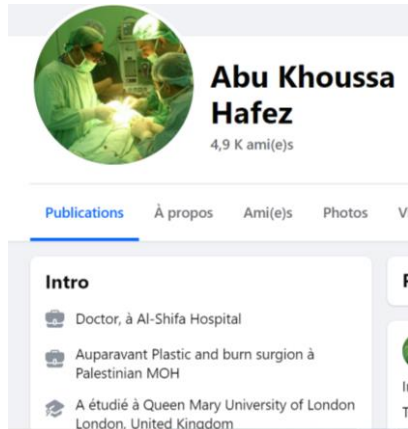 Abu Khoussa
Hafez
4,9 K ami(e)s
Publications À propos Ami(e)s Photos V
Intro
Doctor, à Al-Shifa Hospital
Auparavant Plastic and burn surgion à
Palestinian MOH
A étudié à Queen Mary University of London
London, United Kingdom